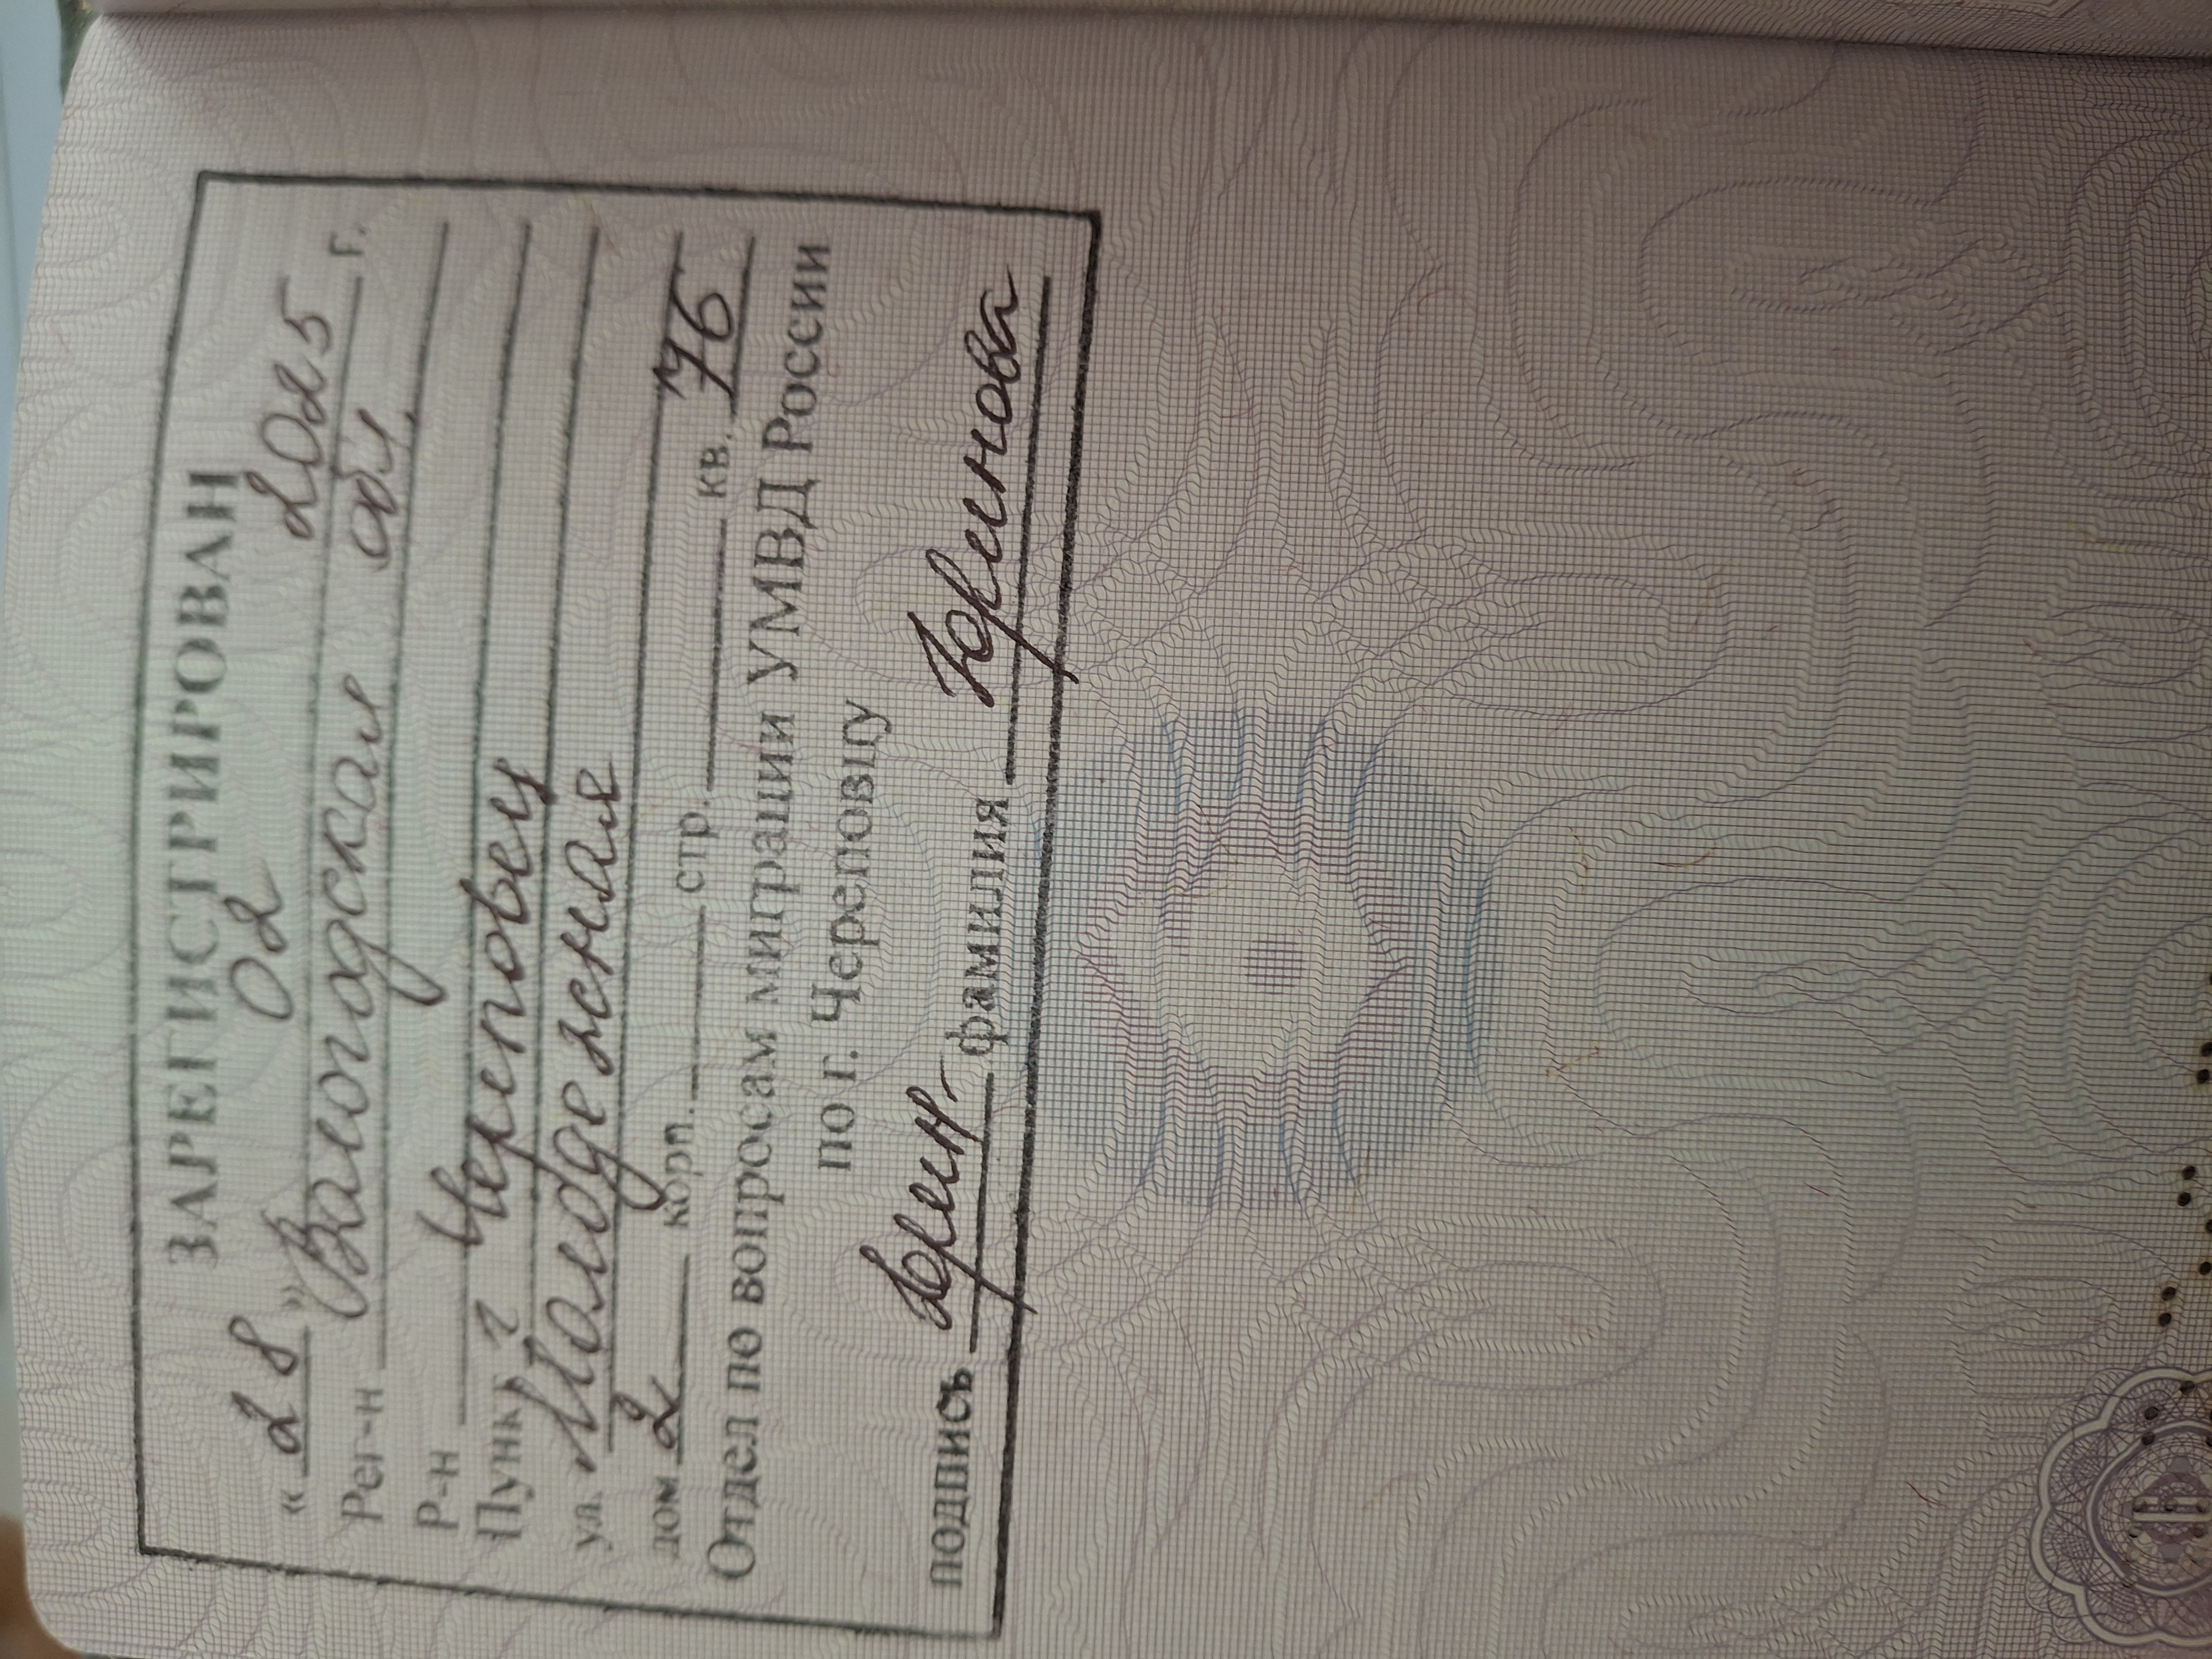 ЗАРЕГИСТРИРОВАН
« 28 » 02 2025 г.
Рег-н Вологодская обл.
Р-н
Пункт г Череповец
ул. Молодежная
дом 2 корп. стр. кв. 76
Отдел по вопросам миграции УМВД России
по г. Череповцу
подпись фамилия